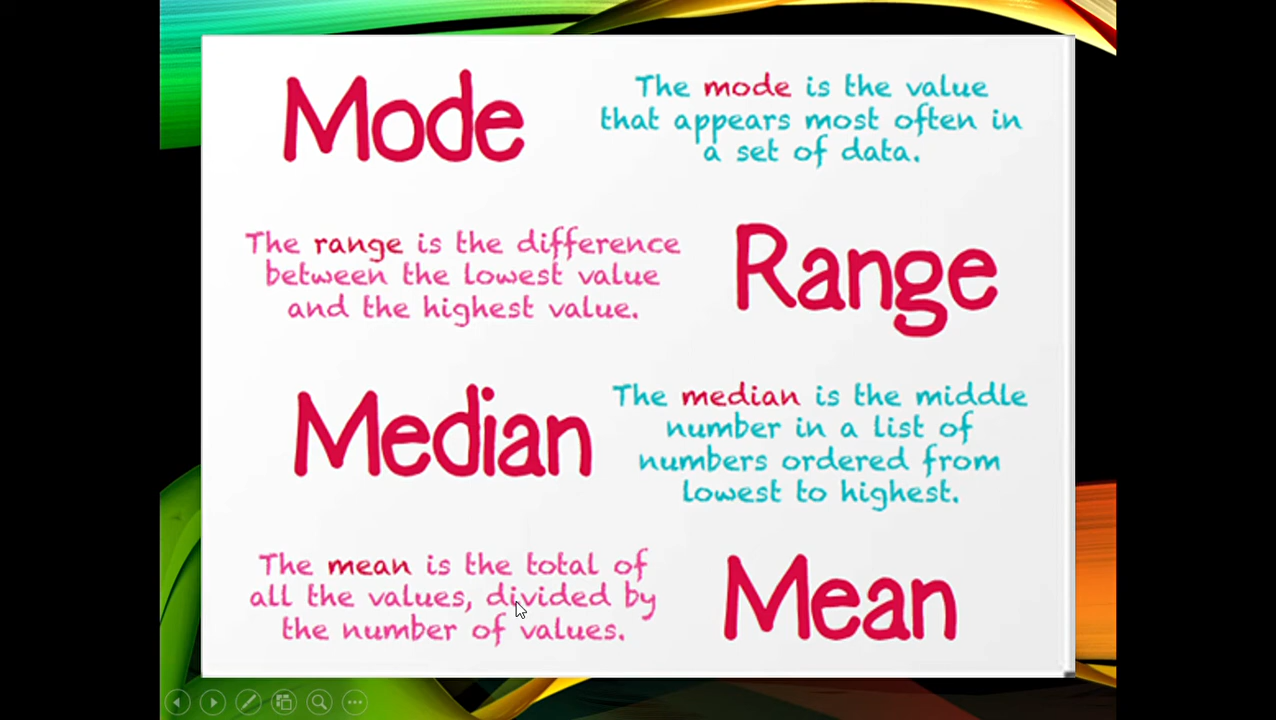 Mode
The mode is the value
that appears most often in
a set of data.
The range is the difference
between the lowest value
and the highest value.
Range
Median
The median is the middle
number in a list of
numbers ordered from
lowest to highest.
The mean is the total of
all the values, divided by
the number of values.
Mean